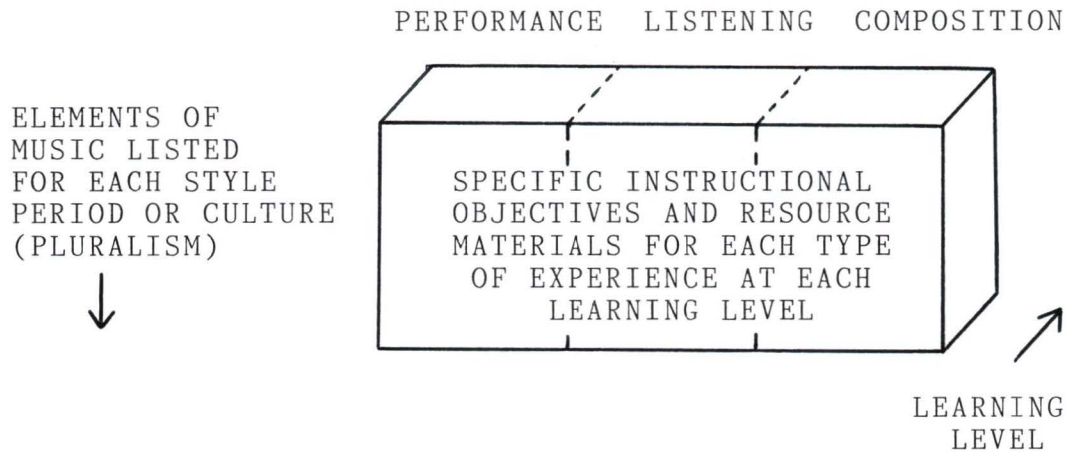 PERFORMANCE LISTENING COMPOSITION
ELEMENTS OF
MUSIC LISTED
FOR EACH STYLE
PERIOD OR CULTURE
(PLURALISM)
SPECIFIC INSTRUCTIONAL
OBJECTIVES AND RESOURCE
MATERIALS FOR EACH TYPE
OF EXPERIENCE AT EACH
LEARNING LEVEL
LEARNING
LEVEL